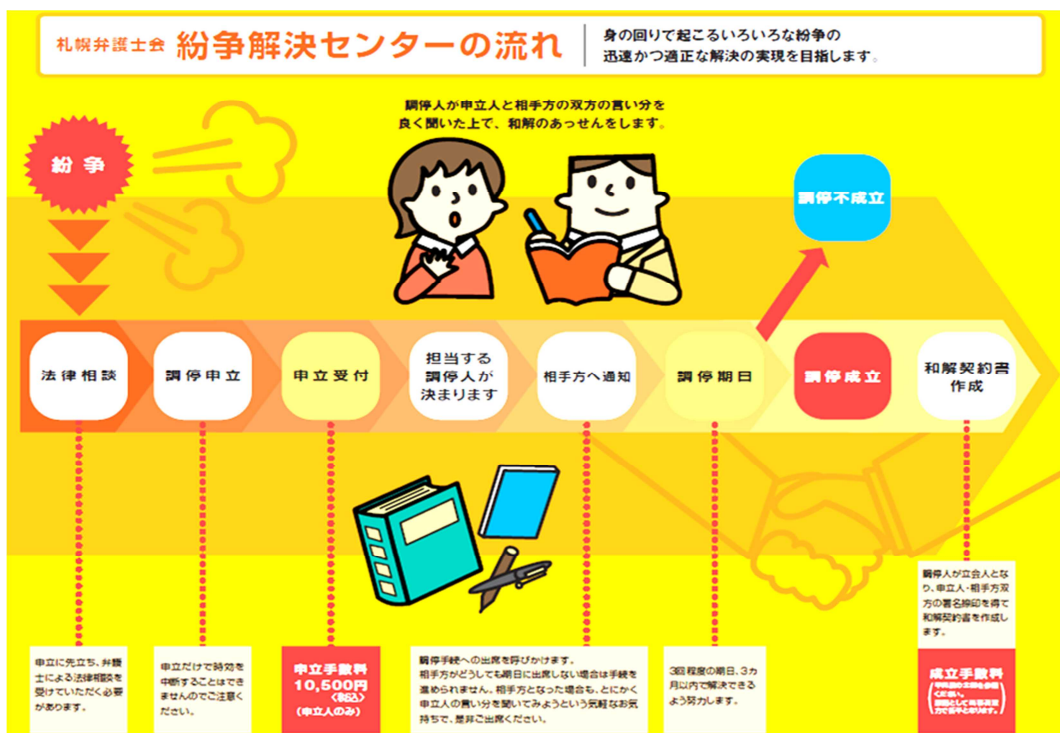 札幌弁護士会 紛争解決センターの流れ
身の回りで起こるいろいろな紛争の
迅速かつ適正な解決の実現を目指します。
調停人が申立人と相手方の双方の言い分を
良く聞いた上で、和解のあっせんをします。
紛争
調停不成立
法律相談
調停申立
申立受付
担当する
調停人が
決まります
相手方へ通知
調停期日
調停成立
和解契約書
作成
申立に先立ち、弁護
士による法律相談を
受けていただく必要
があります。
申立だけで時効を
中断することはで
きませんのでご注意く
ださい。
申立手数料
10,500円
(税込)
(申立人のみ)
調停手続への出席を呼びかけます。
相手方がどうしても期日に出席しない場合は手続を
進められません。相手方となった場合も、とにかく
申立人の言い分を聞いてみようという気軽なお気
持ちで、是非ご出席ください。
3回程度の期日、3カ
月以内で解決できる
よう努力します。
調停人が立会人とな
り、申立人・相手方双
方の署名捺印を得て
和解契約書を作成し
ます。
成立手数料